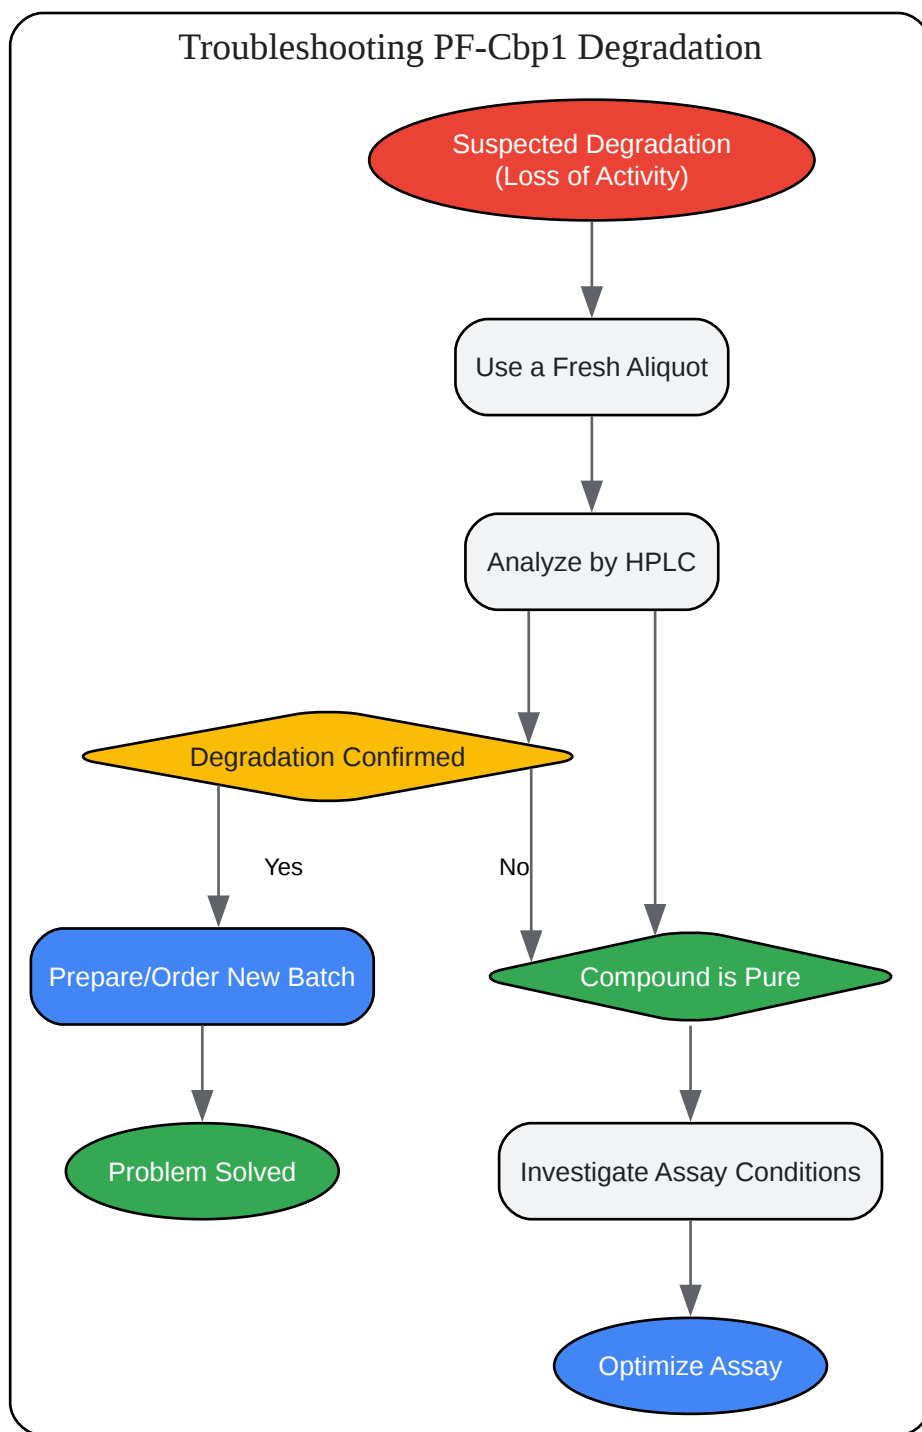 Troubleshooting PF-Cbp1 Degradation
Suspected Degradation
(Loss of Activity)
Use a Fresh Aliquot
Analyze by HPLC
Degradation Confirmed
Yes
No
Prepare/Order New Batch
Compound is Pure
Problem Solved
Investigate Assay Conditions
Optimize Assay